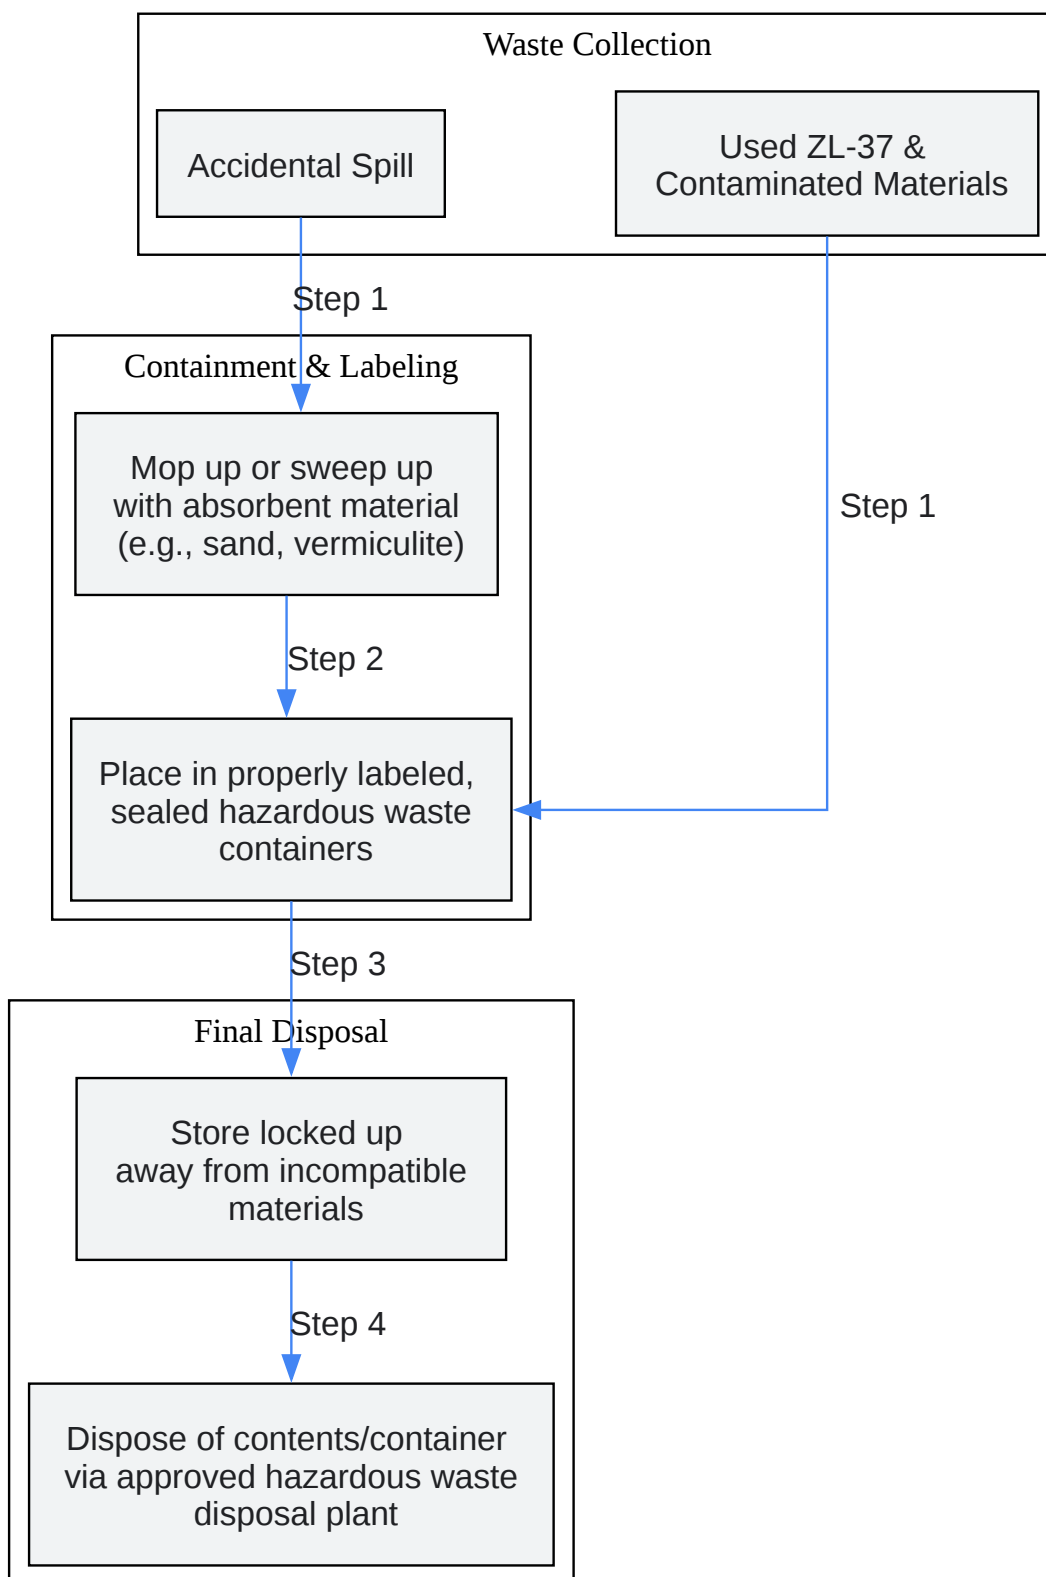 Waste Collection
Accidental Spill
Used ZL-37 &
Contaminated Materials
Step 1
Containment & Labeling
Mop up or sweep up
with absorbent material
(e.g., sand, vermiculite)
Step 1
Step 2
Place in properly labeled,
sealed hazardous waste
containers
Step 3
Final Disposal
Store locked up
away from incompatible
materials
Step 4
Dispose of contents/container
via approved hazardous waste
disposal plant